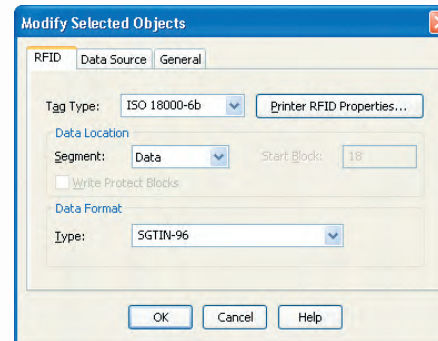 Modify Selected Objects
RFID Data Source General
Tag Type: ISO 18000-6b Printer RFID Properties...
Data Location
Segment: Data Start Block: 18
Write Protect Blocks
Data Format
Type: SGTIN-96
OK Cancel Help